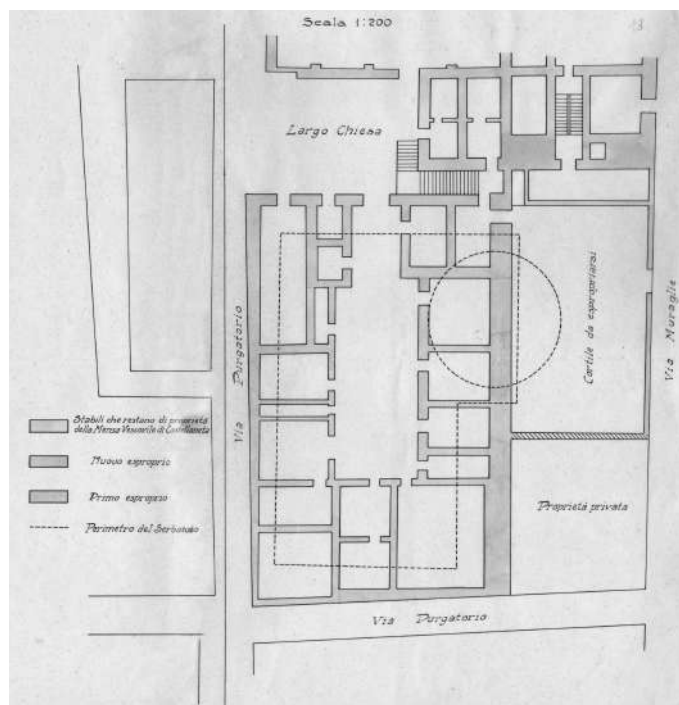 Scala 1:200
13
Largo Chiesa
Via Purgatorio
Cortile da espropriarsi
Via Muraglie
Stabili che restano di proprietà
della Mensa Vescovile di Castellaneta
Nuovo esproprio
Primo esproprio
Perimetro del Serbatoio
Proprietà privata
Via Purgatorio